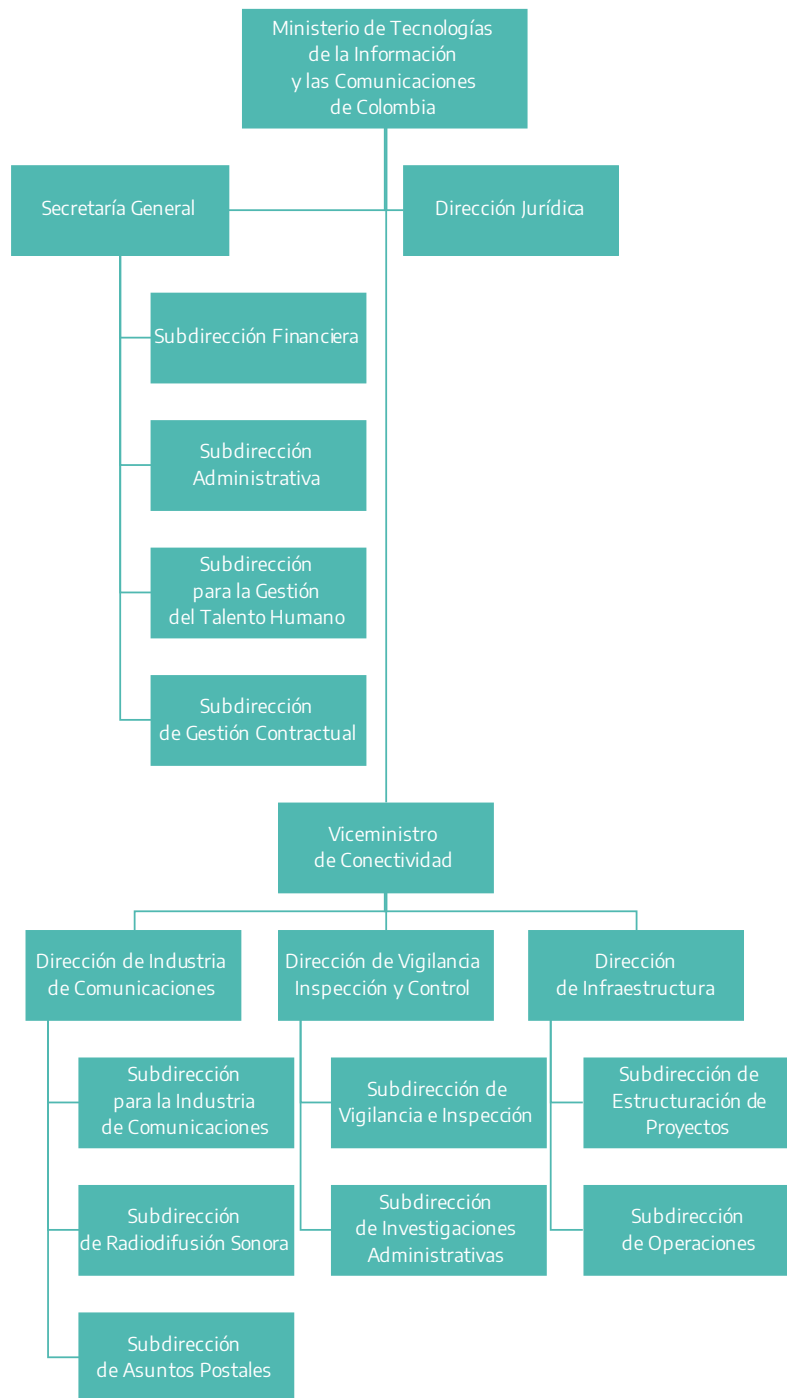 Ministerio de Tecnologías
de la Información
y las Comunicaciones
de Colombia
Secretaría General
Dirección Jurídica
Subdirección Financiera
Subdirección
Administrativa
Subdirección
para la Gestión
del Talento Humano
Subdirección
de Gestión Contractual
Viceministro
de Conectividad
Dirección de Industria
de Comunicaciones
Dirección de Vigilancia
Inspección y Control
Dirección
de Infraestructura
Subdirección
para la Industria
de Comunicaciones
Subdirección de
Vigilancia e Inspección
Subdirección de
Estructuración de
Proyectos
Subdirección
de Radiodifusión Sonora
Subdirección
de Investigaciones
Administrativas
Subdirección
de Operaciones
Subdirección
de Asuntos Postales